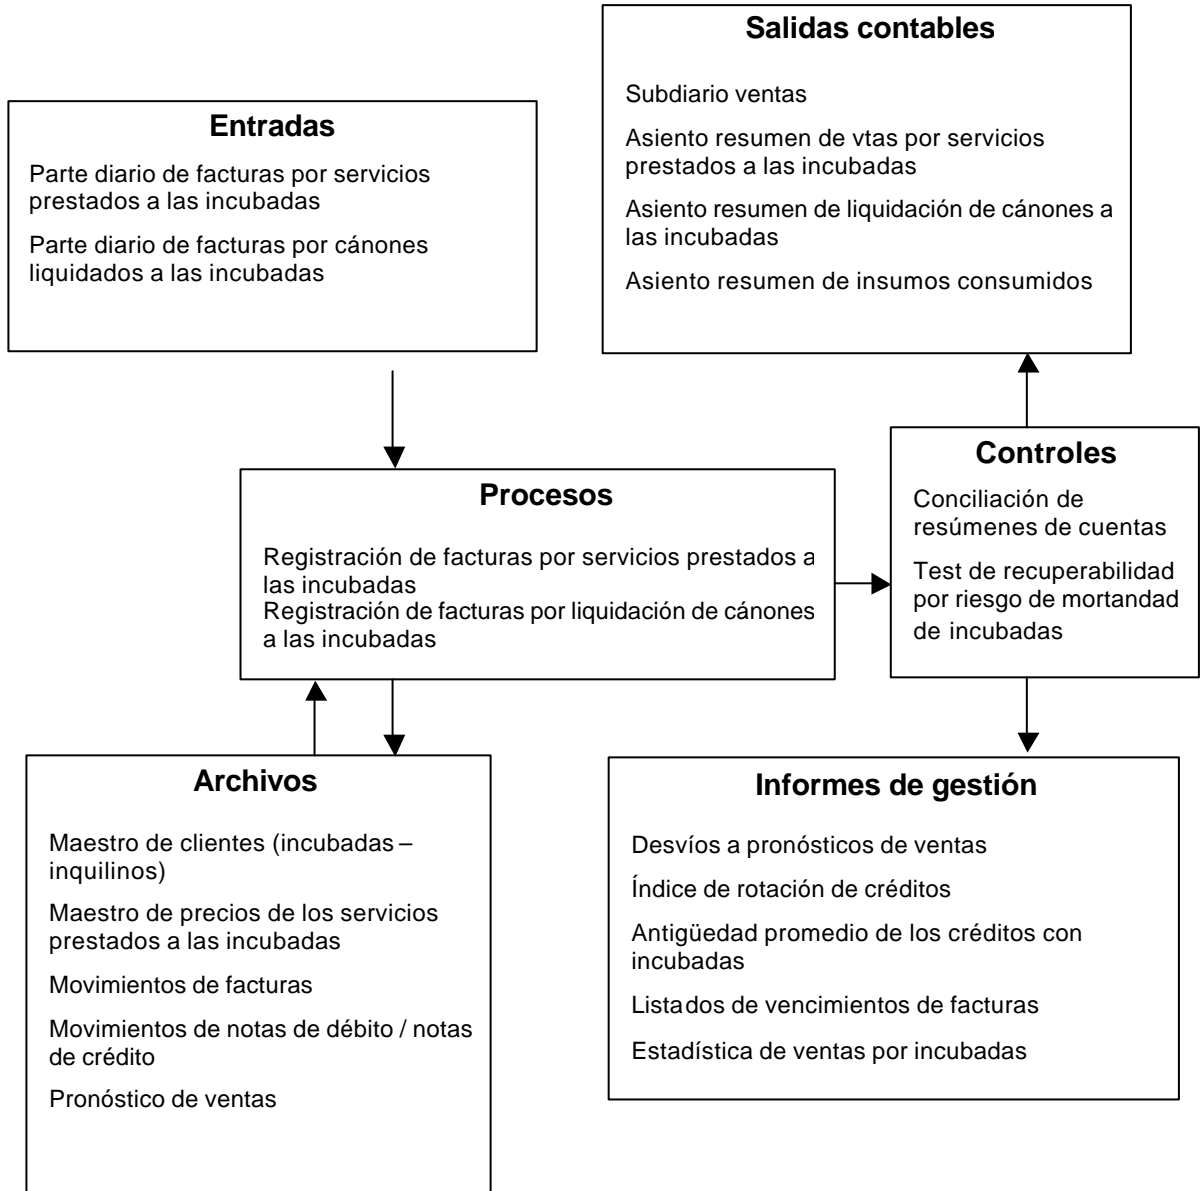 Entradas
Parte diario de facturas por servicios
prestados a las incubadas
Parte diario de facturas por cánones
liquidados a las incubadas
Salidas contables
Subdiario ventas
Asiento resumen de vtas por servicios
prestados a las incubadas
Asiento resumen de liquidación de cánones a
las incubadas
Asiento resumen de insumos consumidos
Procesos
Registración de facturas por servicios prestados a
las incubadas
Registración de facturas por liquidación de cánones
a las incubadas
Controles
Conciliación de
resúmenes de cuentas
Test de recuperabilidad
por riesgo de mortandad
de incubadas
Archivos
Maestro de clientes (incubadas –
inquilinos)
Maestro de precios de los servicios
prestados a las incubadas
Movimientos de facturas
Movimientos de notas de débito / notas
de crédito
Pronóstico de ventas
Informes de gestión
Desvíos a pronósticos de ventas
Índice de rotación de créditos
Antigüedad promedio de los créditos con
incubadas
Listados de vencimientos de facturas
Estadística de ventas por incubadas